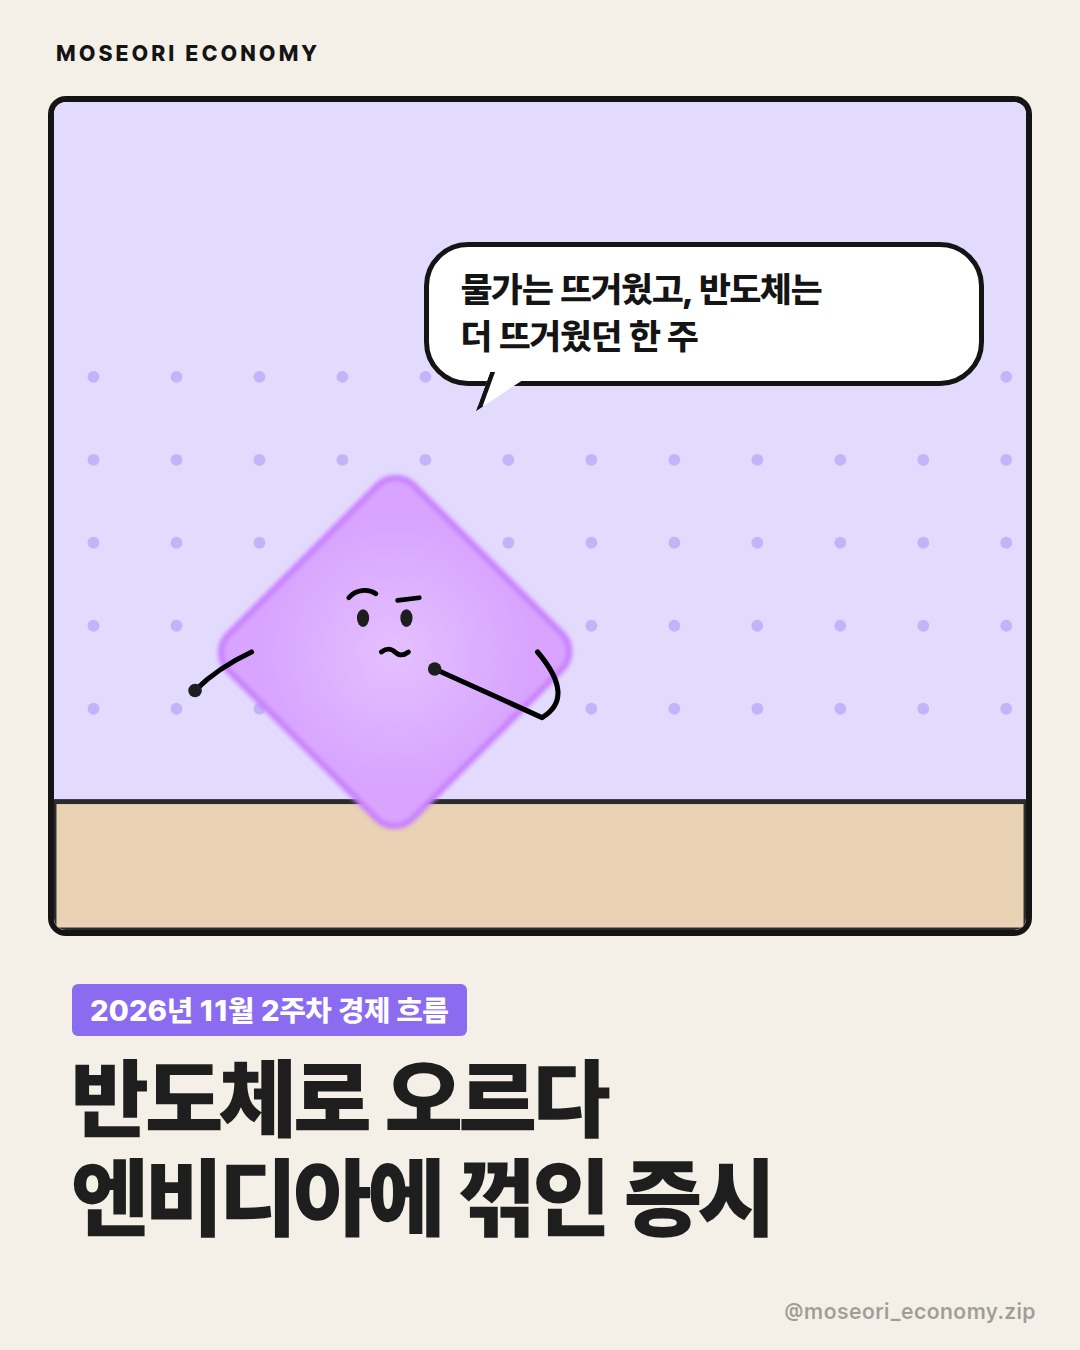 MOSEORI ECONOMY
물가는 뜨거웠고, 반도체는
더 뜨거웠던 한 주
2026년 11월 2주차 경제 흐름
반도체로 오르다
엔비디아에 꺾인 증시
@moseori_economy.zip